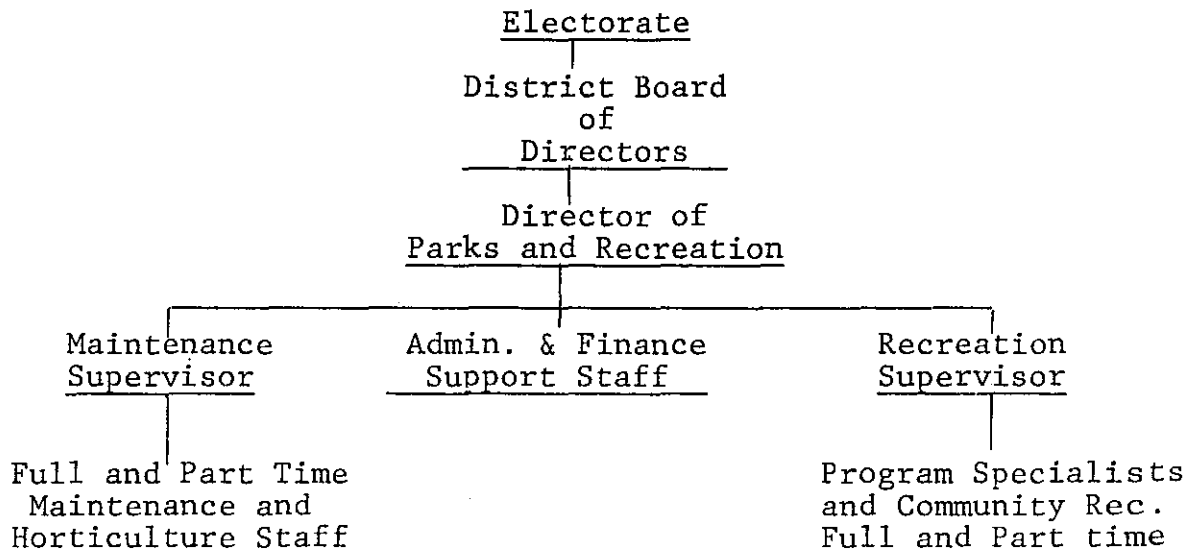 Electorate
District Board
of
Directors
Director of
Parks and Recreation
Maintenance
Supervisor
Admin. & Finance
Support Staff
Recreation
Supervisor
Full and Part Time
Maintenance and
Horticulture Staff
Program Specialists
and Community Rec.
Full and Part time